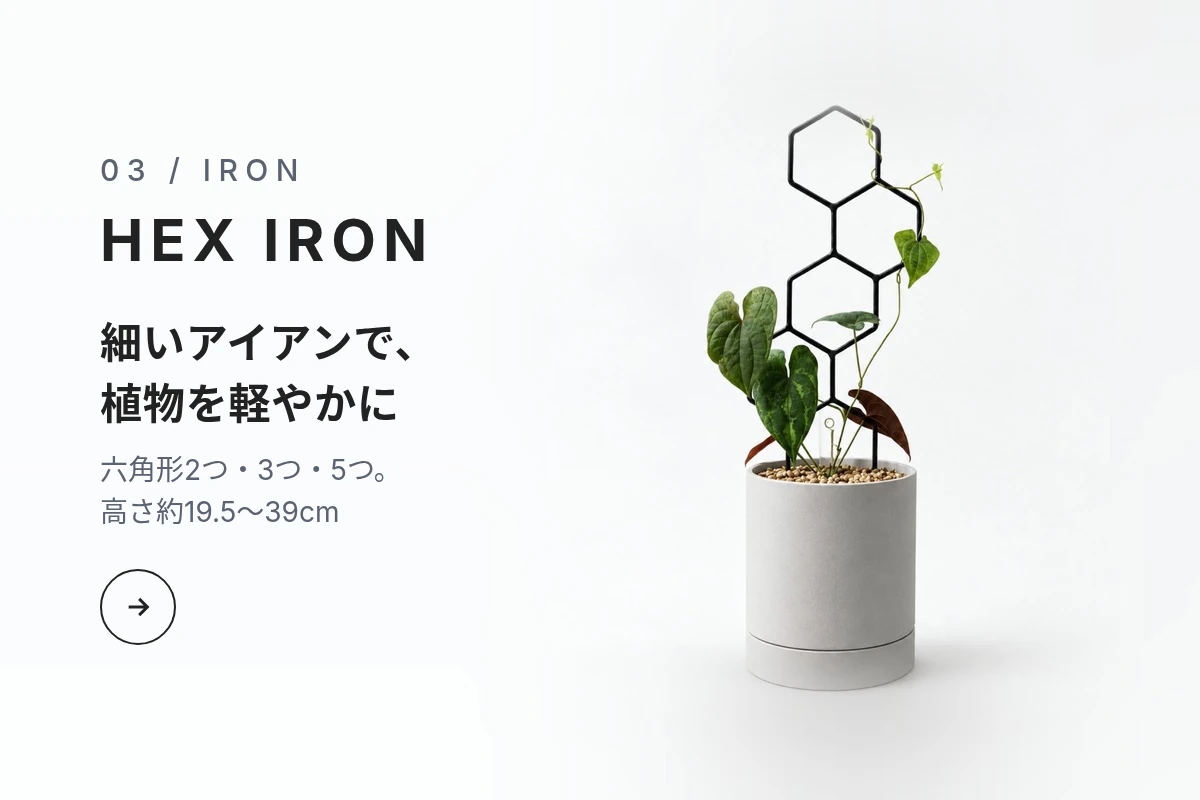 03 / IRON
HEX IRON
細いアイアンで、
植物を軽やかに
六角形2つ・3つ・5つ。
高さ約19.5〜39cm